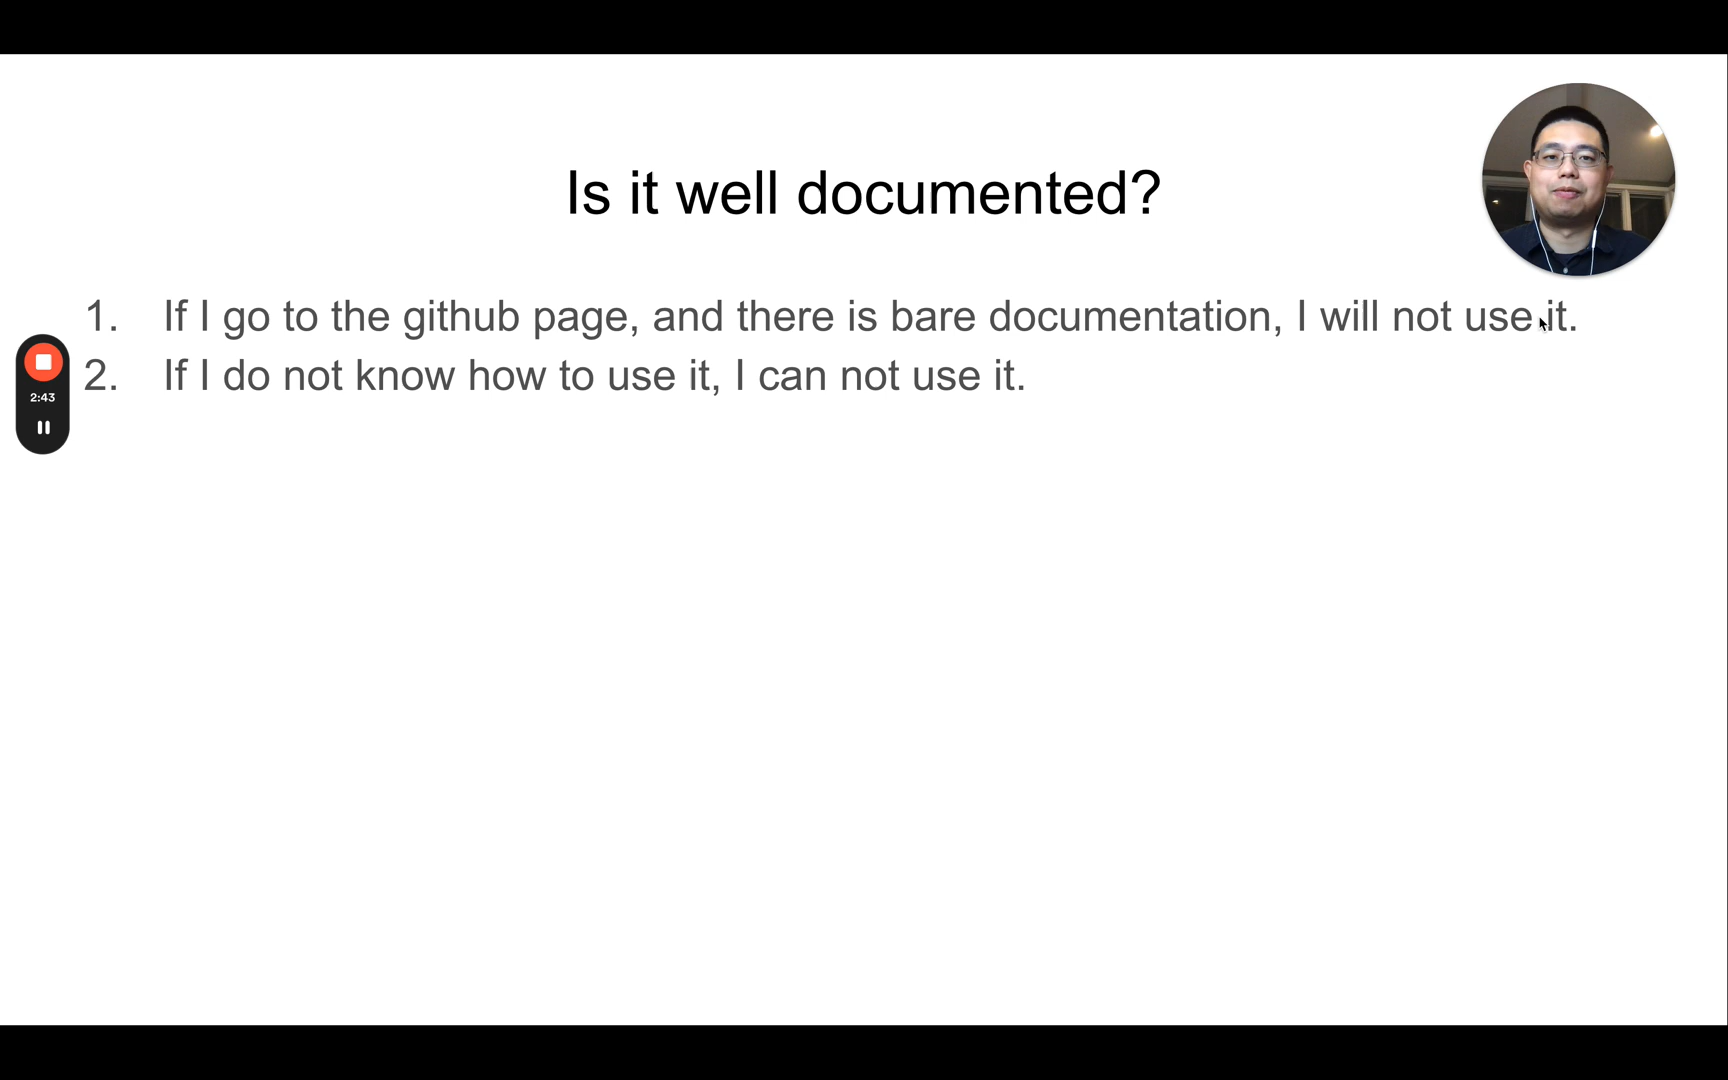 Is it well documented?
1. If I go to the github page, and there is bare documentation, I will not use it.
2. If I do not know how to use it, I can not use it.
2:43